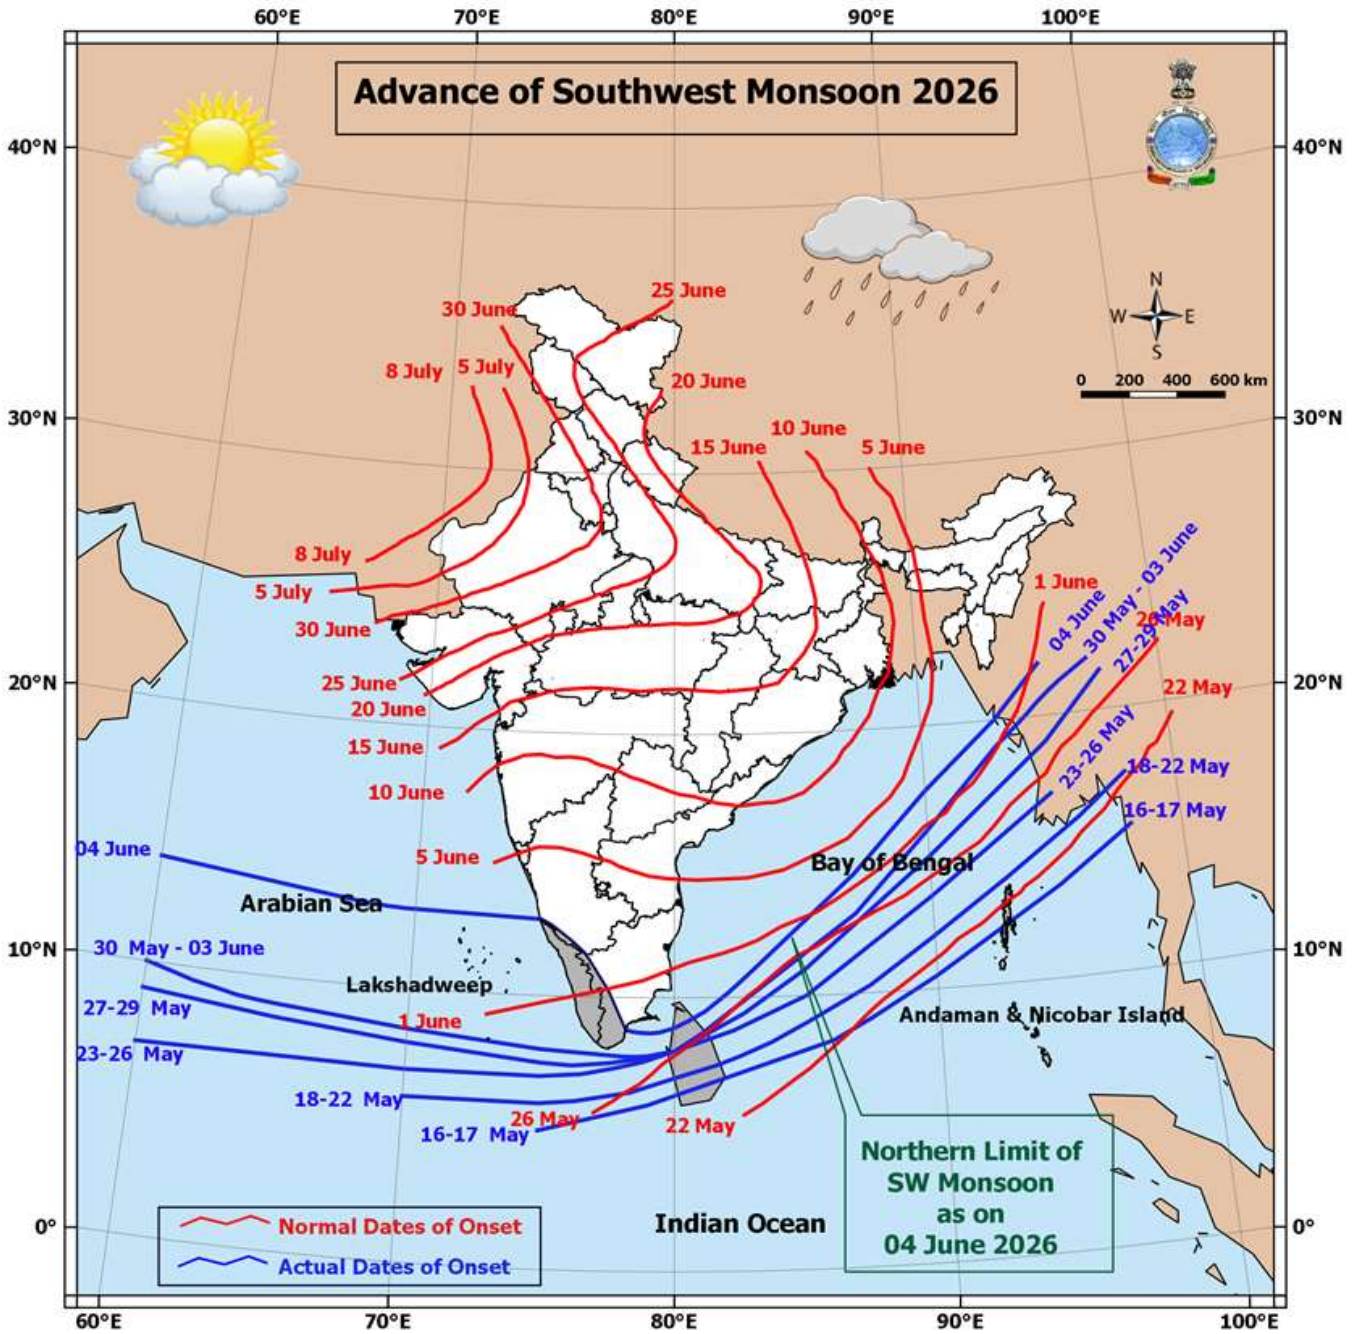 60°E 70°E 80°E 90°E 100°E
Advance of Southwest Monsoon 2026
40°N 40°N
N
W E
S
0 200 400 600 km
25 June
30 June
8 July 5 July
20 June
30°N 30°N
10 June
15 June 5 June
8 July
5 July
30 June
1 June
04 June
30 May - 03 June
27-29 May
26 May
25 June
20°N 20°N
22 May
20 June
15 June
23-26 May
18-22 May
10 June
16-17 May
04 June
5 June
Bay of Bengal
Arabian Sea
30 May - 03 June
10°N 10°N
Lakshadweep
27-29 May
1 June
Andaman & Nicobar Island
23-26 May
18-22 May
26 May
22 May
16-17 May
Northern Limit of
SW Monsoon
as on
04 June 2026
Indian Ocean
0° 0°
Normal Dates of Onset
Actual Dates of Onset
60°E 70°E 80°E 90°E 100°E